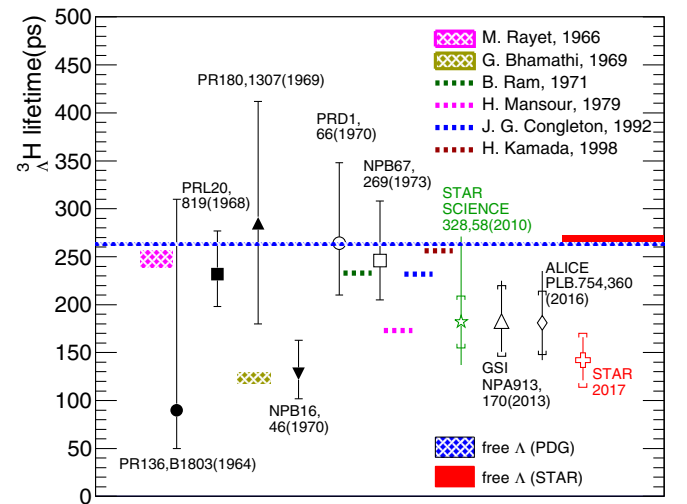 500
450
400
350
300
250
200
150
100
50
0
³ΛH lifetime(ps)
M. Rayet, 1966
G. Bhamathi, 1969
B. Ram, 1971
H. Mansour, 1979
J. G. Congleton, 1992
H. Kamada, 1998
PR180,1307(1969)
PRD1,
66(1970)
NPB67,
269(1973)
PRL20,
819(1968)
STAR
SCIENCE
328,58(2010)
ALICE
PLB.754,360
(2016)
GSI
NPA913,
170(2013)
STAR
2017
NPB16,
46(1970)
PR136,B1803(1964)
free Λ (PDG)
free Λ (STAR)